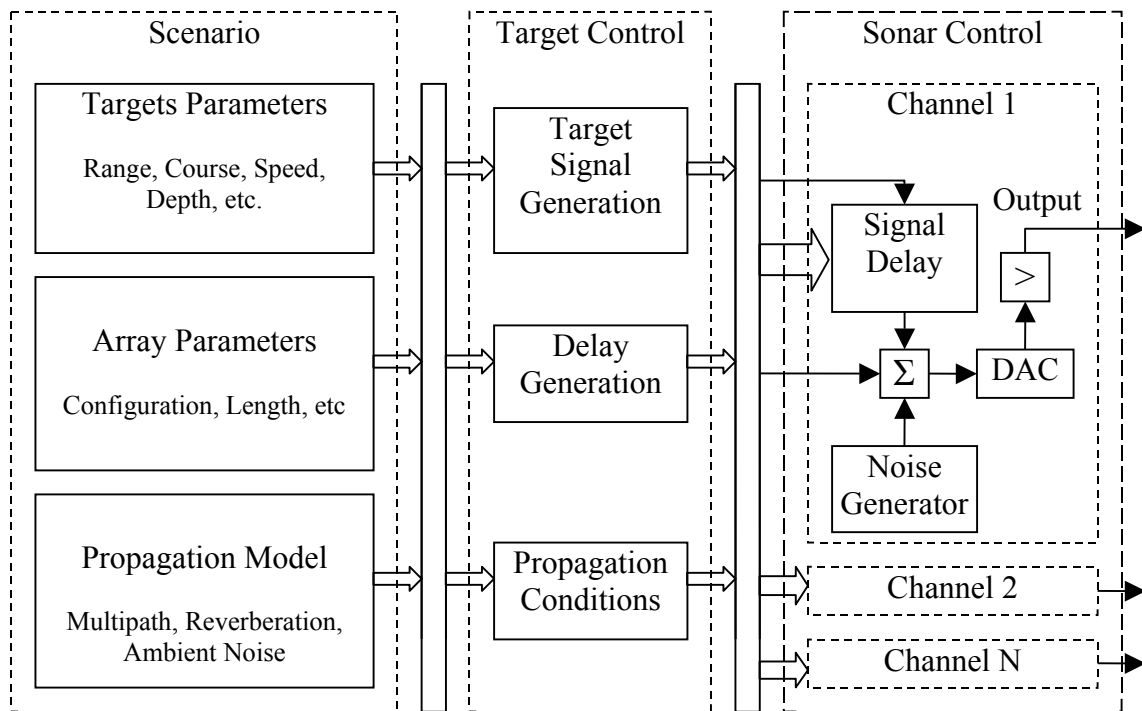 Scenario
Targets Parameters
Range, Course, Speed,
Depth, etc.
Array Parameters
Configuration, Length, etc
Propagation Model
Multipath, Reverberation,
Ambient Noise
Target Control
Target
Signal
Generation
Delay
Generation
Propagation
Conditions
Sonar Control
Channel 1
Signal
Delay
Output
>
Σ
DAC
Noise
Generator
Channel 2
Channel N